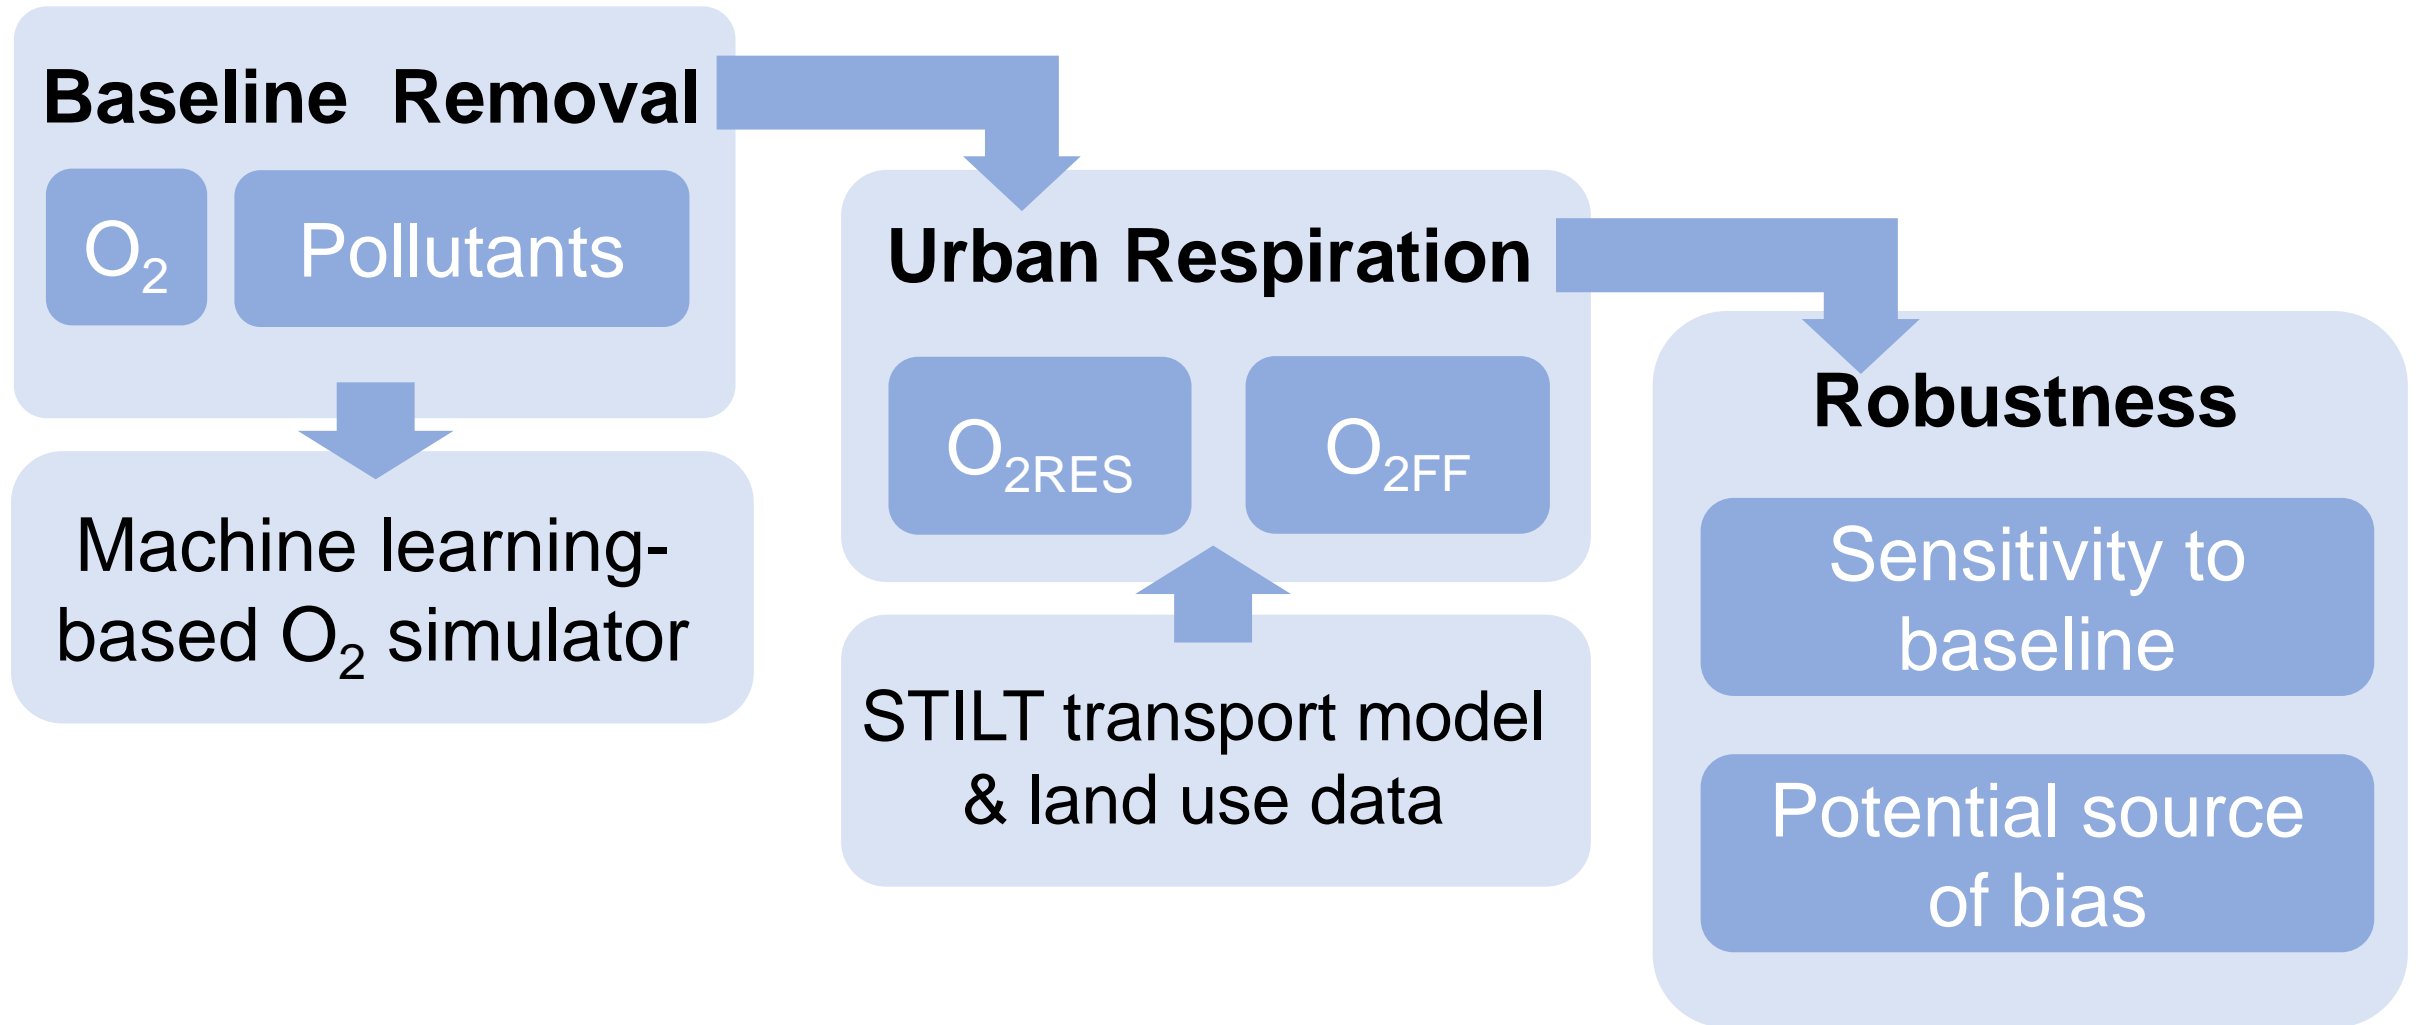 Baseline Removal
O₂
Pollutants
Machine learning-
based O₂ simulator
Urban Respiration
O₂RES
O₂FF
STILT transport model
& land use data
Robustness
Sensitivity to
baseline
Potential source
of bias